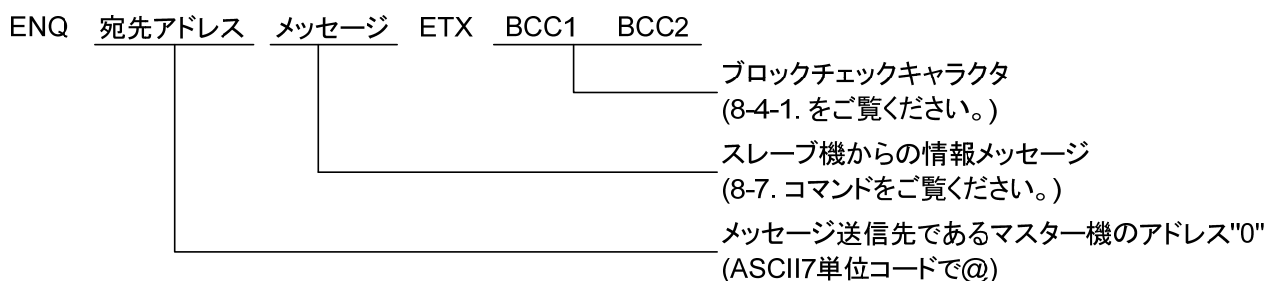 ENQ 宛先アドレス メッセージ ETX BCC1 BCC2
ブロックチェックキャラクタ
(8-4-1. をご覧ください。)
スレーブ機からの情報メッセージ
(8-7. コマンドをご覧ください。)
メッセージ送信先であるマスター機のアドレス"0"
(ASCII7単位コードで@)